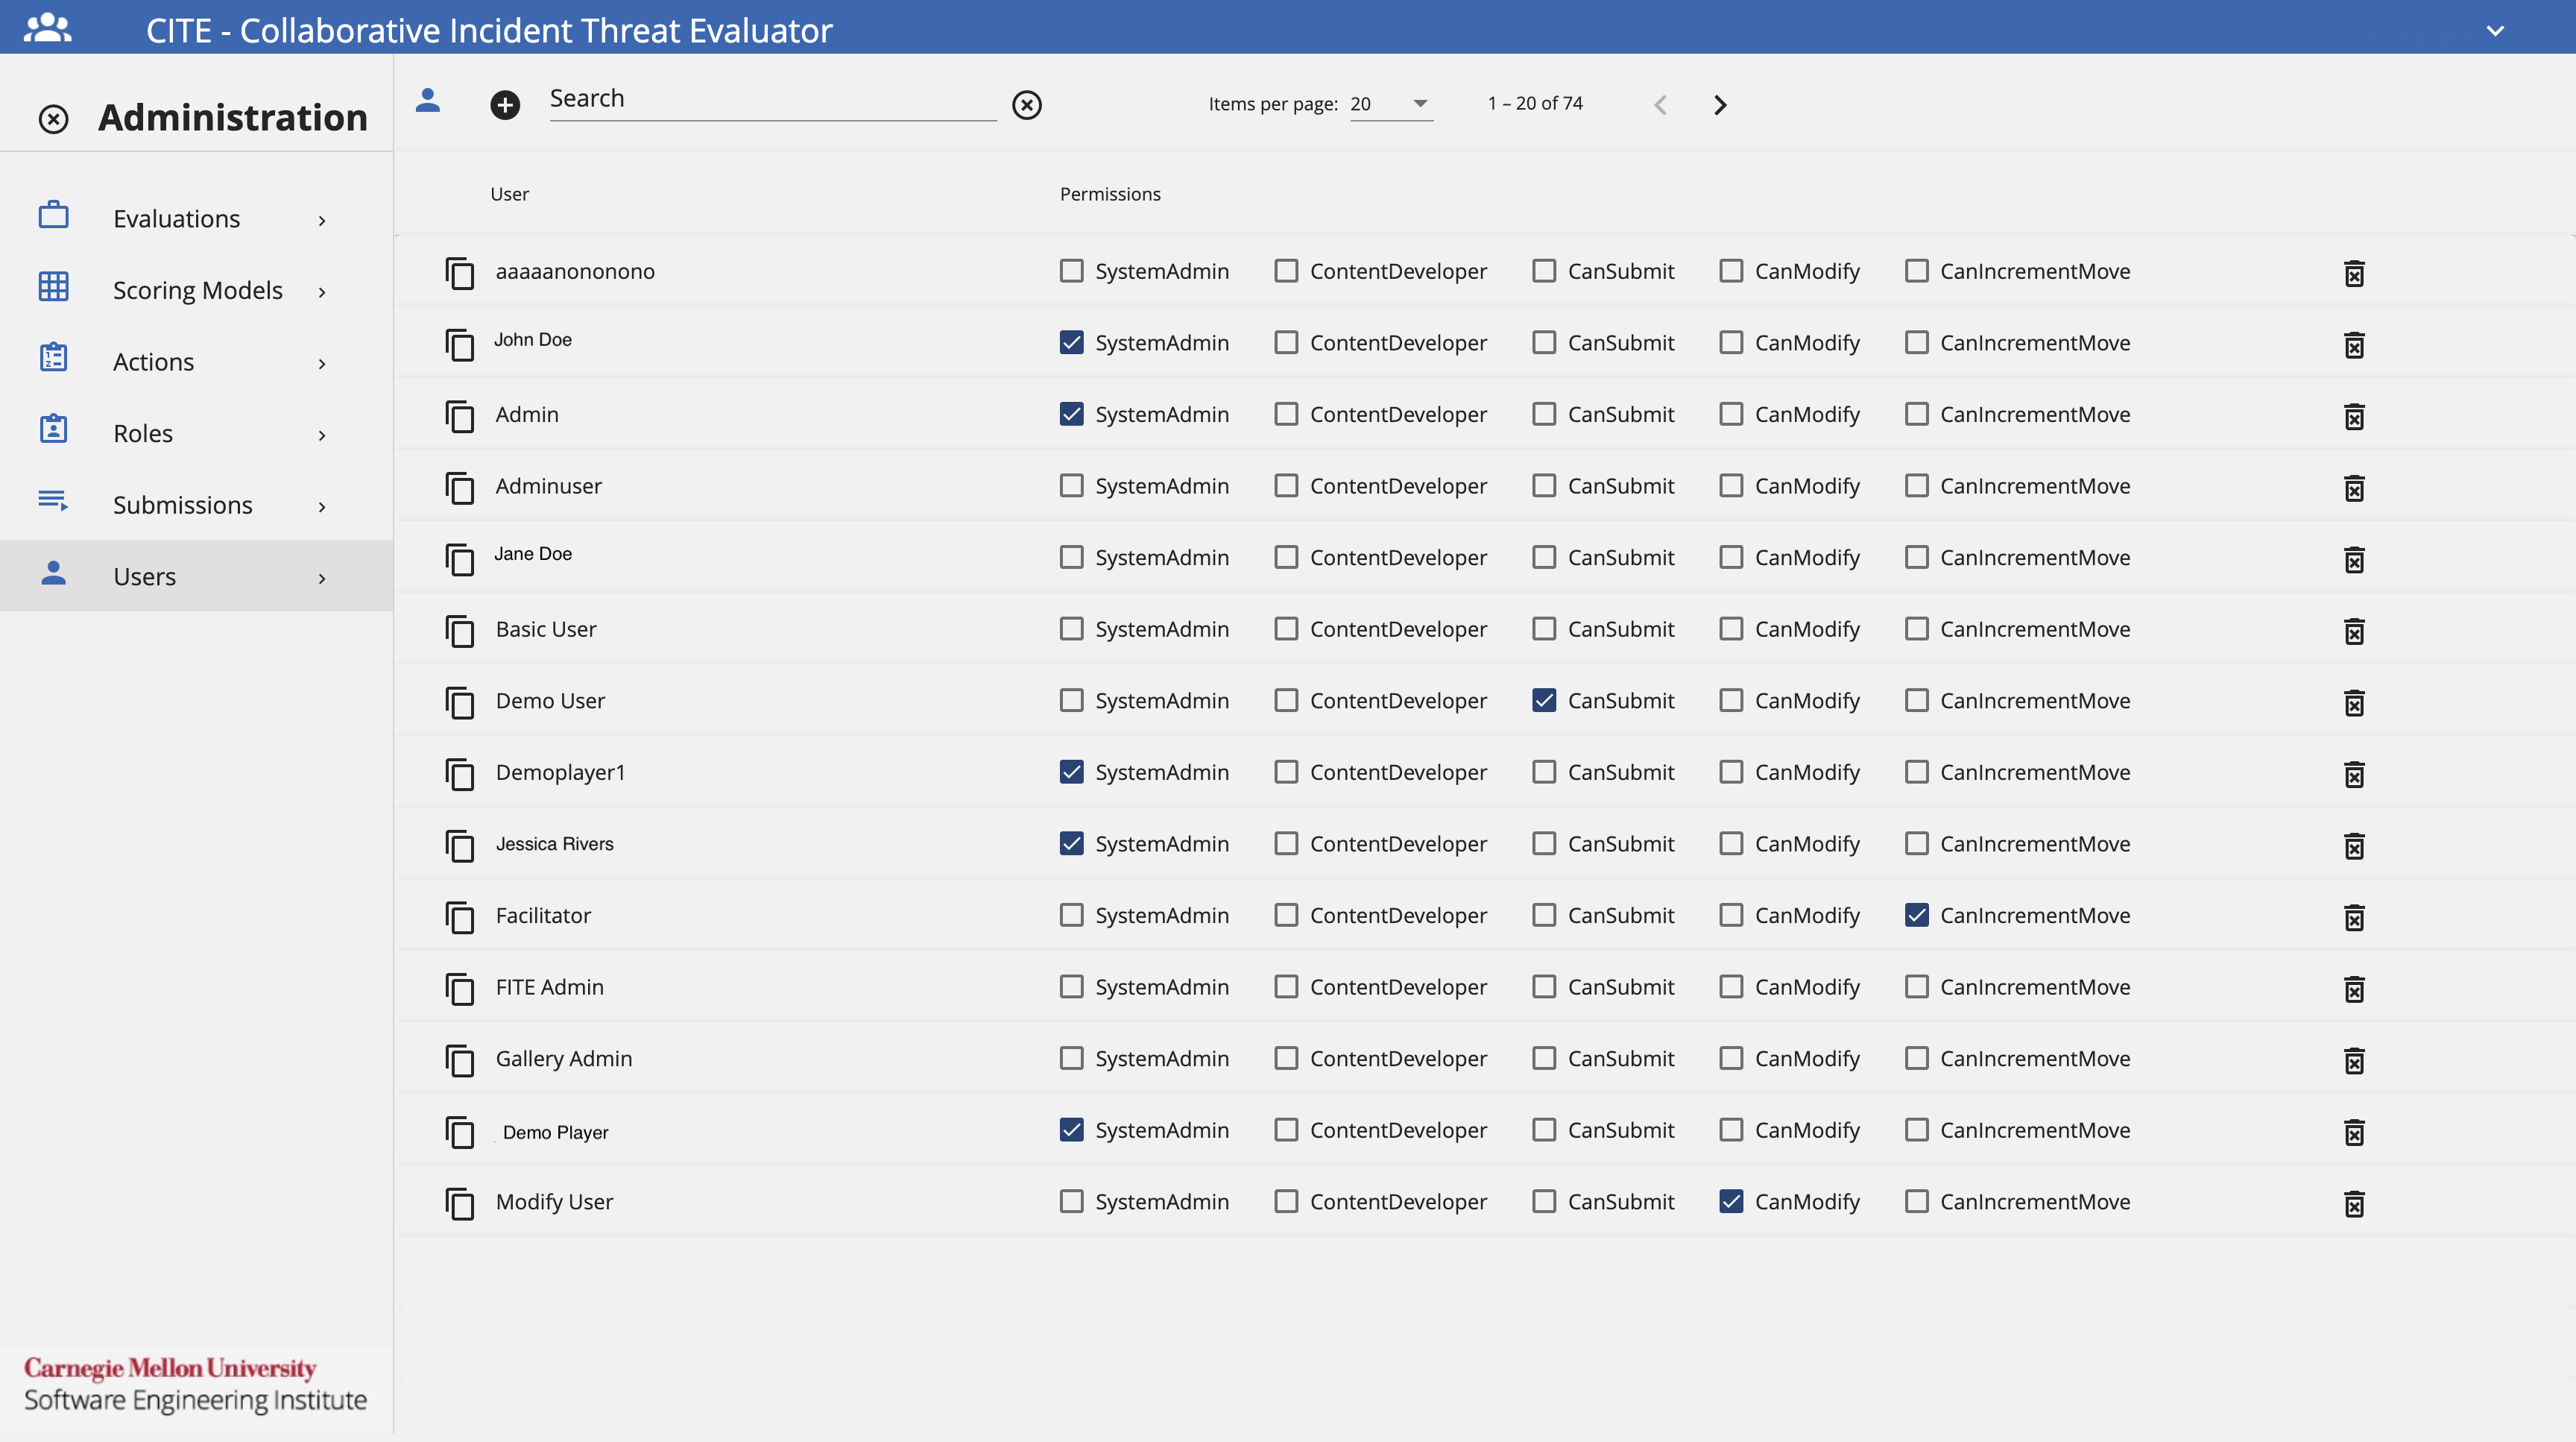 CITE - Collaborative Incident Threat Evaluator
Administration
Search
Items per page: 20
1 – 20 of 74
Evaluations
Scoring Models
Actions
Roles
Submissions
Users
User Permissions
aaaaanononono SystemAdmin ContentDeveloper CanSubmit CanModify CanIncrementMove
John Doe SystemAdmin ContentDeveloper CanSubmit CanModify CanIncrementMove
Admin SystemAdmin ContentDeveloper CanSubmit CanModify CanIncrementMove
Adminuser SystemAdmin ContentDeveloper CanSubmit CanModify CanIncrementMove
Jane Doe SystemAdmin ContentDeveloper CanSubmit CanModify CanIncrementMove
Basic User SystemAdmin ContentDeveloper CanSubmit CanModify CanIncrementMove
Demo User SystemAdmin ContentDeveloper CanSubmit CanModify CanIncrementMove
Demoplayer1 SystemAdmin ContentDeveloper CanSubmit CanModify CanIncrementMove
Jessica Rivers SystemAdmin ContentDeveloper CanSubmit CanModify CanIncrementMove
Facilitator SystemAdmin ContentDeveloper CanSubmit CanModify CanIncrementMove
FITE Admin SystemAdmin ContentDeveloper CanSubmit CanModify CanIncrementMove
Gallery Admin SystemAdmin ContentDeveloper CanSubmit CanModify CanIncrementMove
Demo Player SystemAdmin ContentDeveloper CanSubmit CanModify CanIncrementMove
Modify User SystemAdmin ContentDeveloper CanSubmit CanModify CanIncrementMove
Carnegie Mellon University
Software Engineering Institute